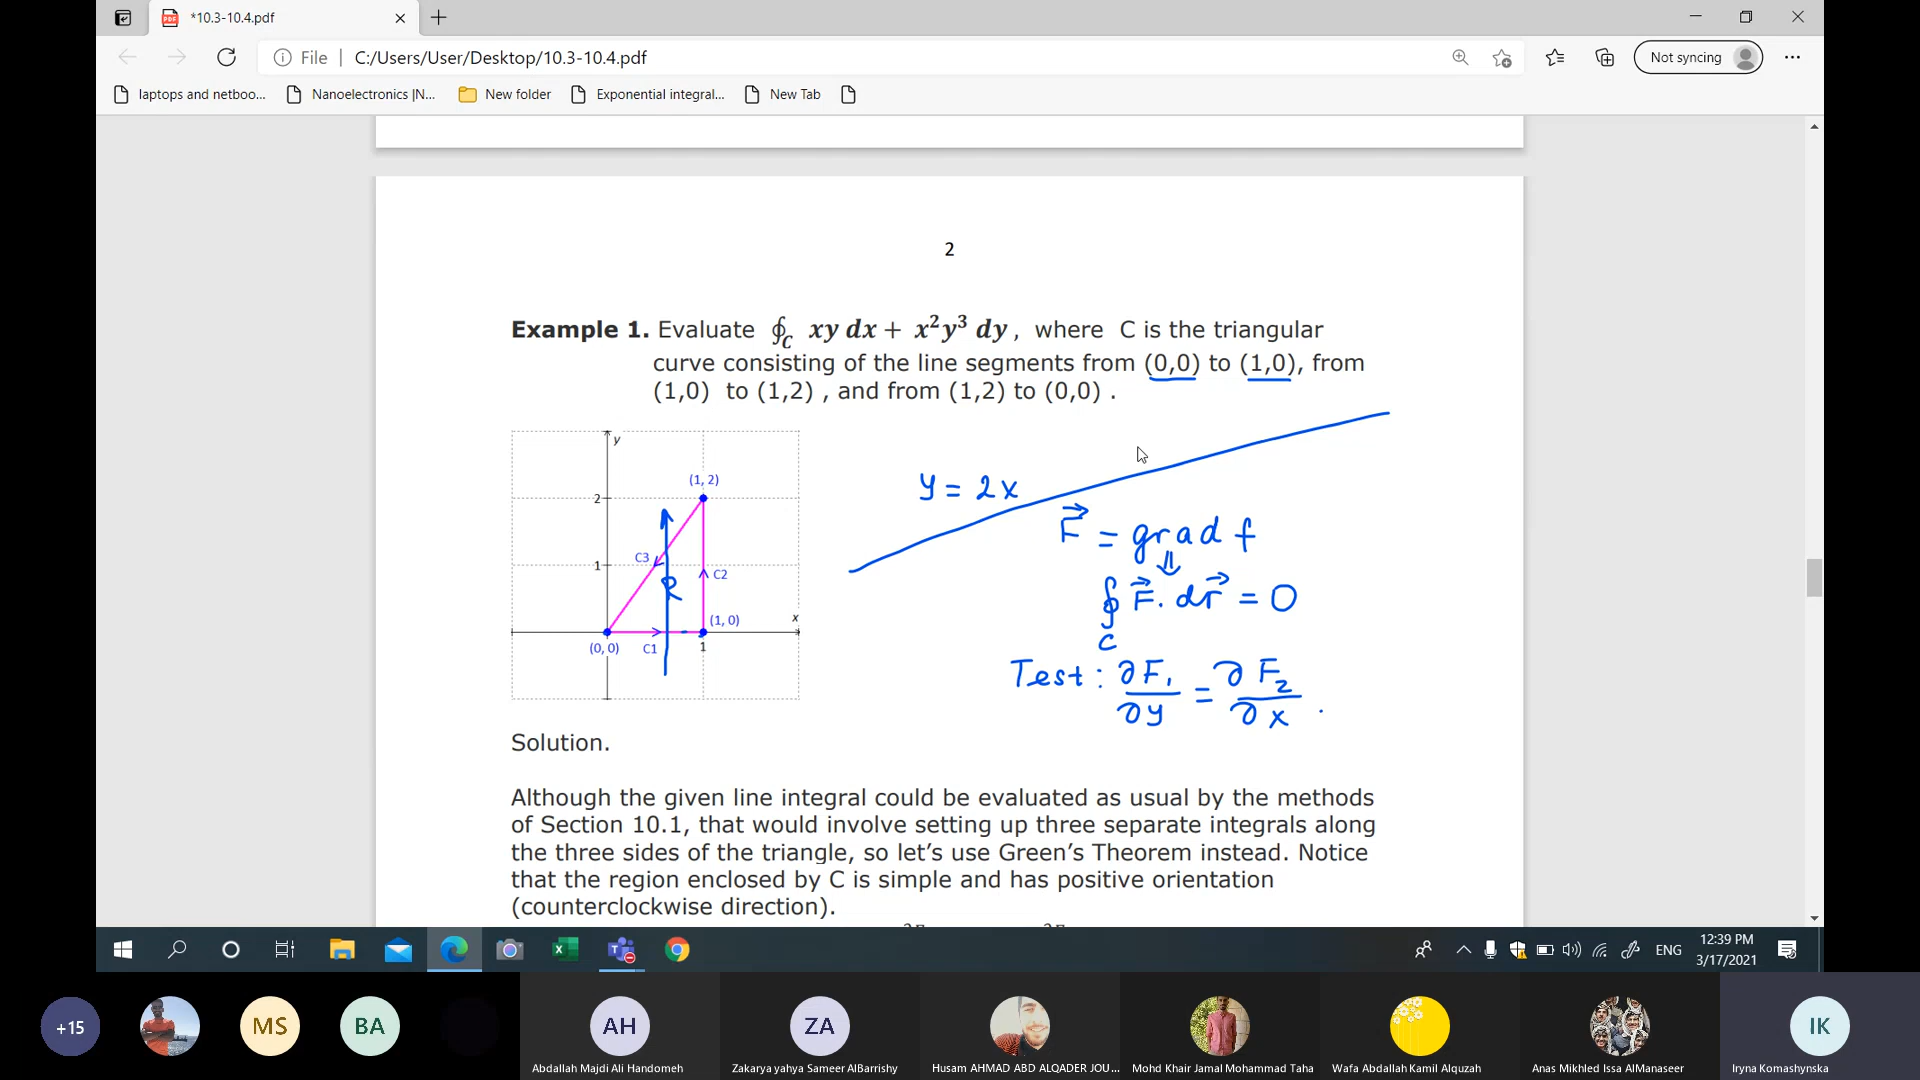 *10.3-10.4.pdf
File | C:/Users/User/Desktop/10.3-10.4.pdf
Not syncing
laptops and netboo...
Nanoelectronics |N...
New folder
Exponential integral...
New Tab
2
Example 1. Evaluate ∮_C xy dx + x²y³ dy, where C is the triangular
curve consisting of the line segments from (0,0) to (1,0), from
(1,0) to (1,2) , and from (1,2) to (0,0) .
y
(1, 2)
2
C3
1
C2
R
(1, 0)
x
(0, 0)
C1
1
y = 2x
F⃗ = grad f
⇓
∮_C F⃗ . dr⃗ = 0
Test: ∂F₁/∂y = ∂F₂/∂x .
Solution.
Although the given line integral could be evaluated as usual by the methods
of Section 10.1, that would involve setting up three separate integrals along
the three sides of the triangle, so let’s use Green’s Theorem instead. Notice
that the region enclosed by C is simple and has positive orientation
(counterclockwise direction).
ENG
12:39 PM
3/17/2021
+15
MS
BA
AH
ZA
IK
Abdallah Majdi Ali Handomeh
Zakarya yahya Sameer AlBarrishy
Husam AHMAD ABD ALQADER JOU...
Mohd Khair Jamal Mohammad Taha
Wafa Abdallah Kamil Alquzah
Anas Mikhled Issa AlManaseer
Iryna Komashynska